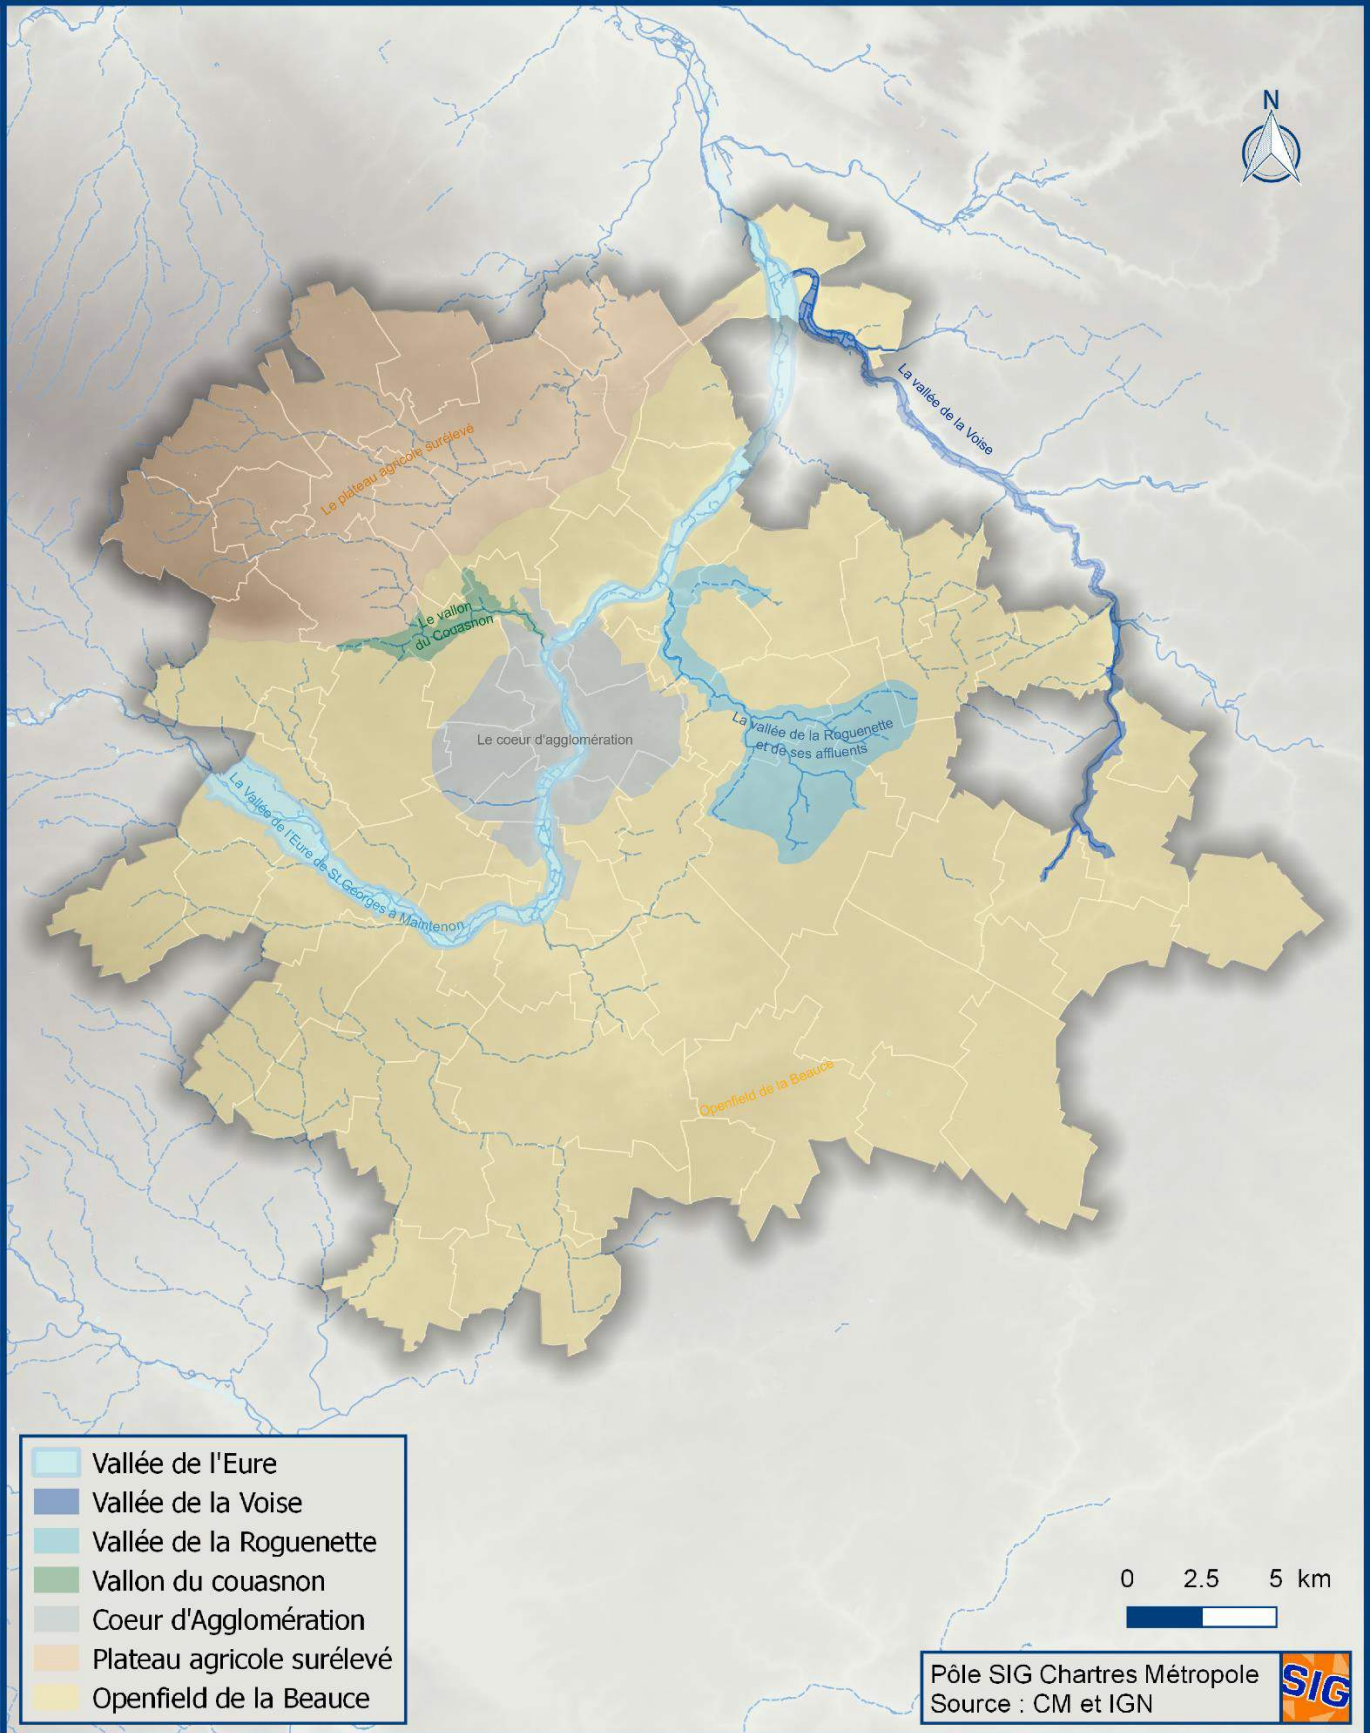 N
La vallée de la Voise
Le plateau agricole surélevé
Le vallon
du Couasnon
La vallée de la Roguenette
et de ses affluents
Le coeur d'agglomération
La Vallée de l'Eure de St Georges à Maintenon
Openfield de la Beauce
Vallée de l'Eure
Vallée de la Voise
Vallée de la Roguenette
Vallon du couasnon
Coeur d'Agglomération
Plateau agricole surélevé
Openfield de la Beauce
0 2.5 5 km
Pôle SIG Chartres Métropole
Source : CM et IGN
SIG